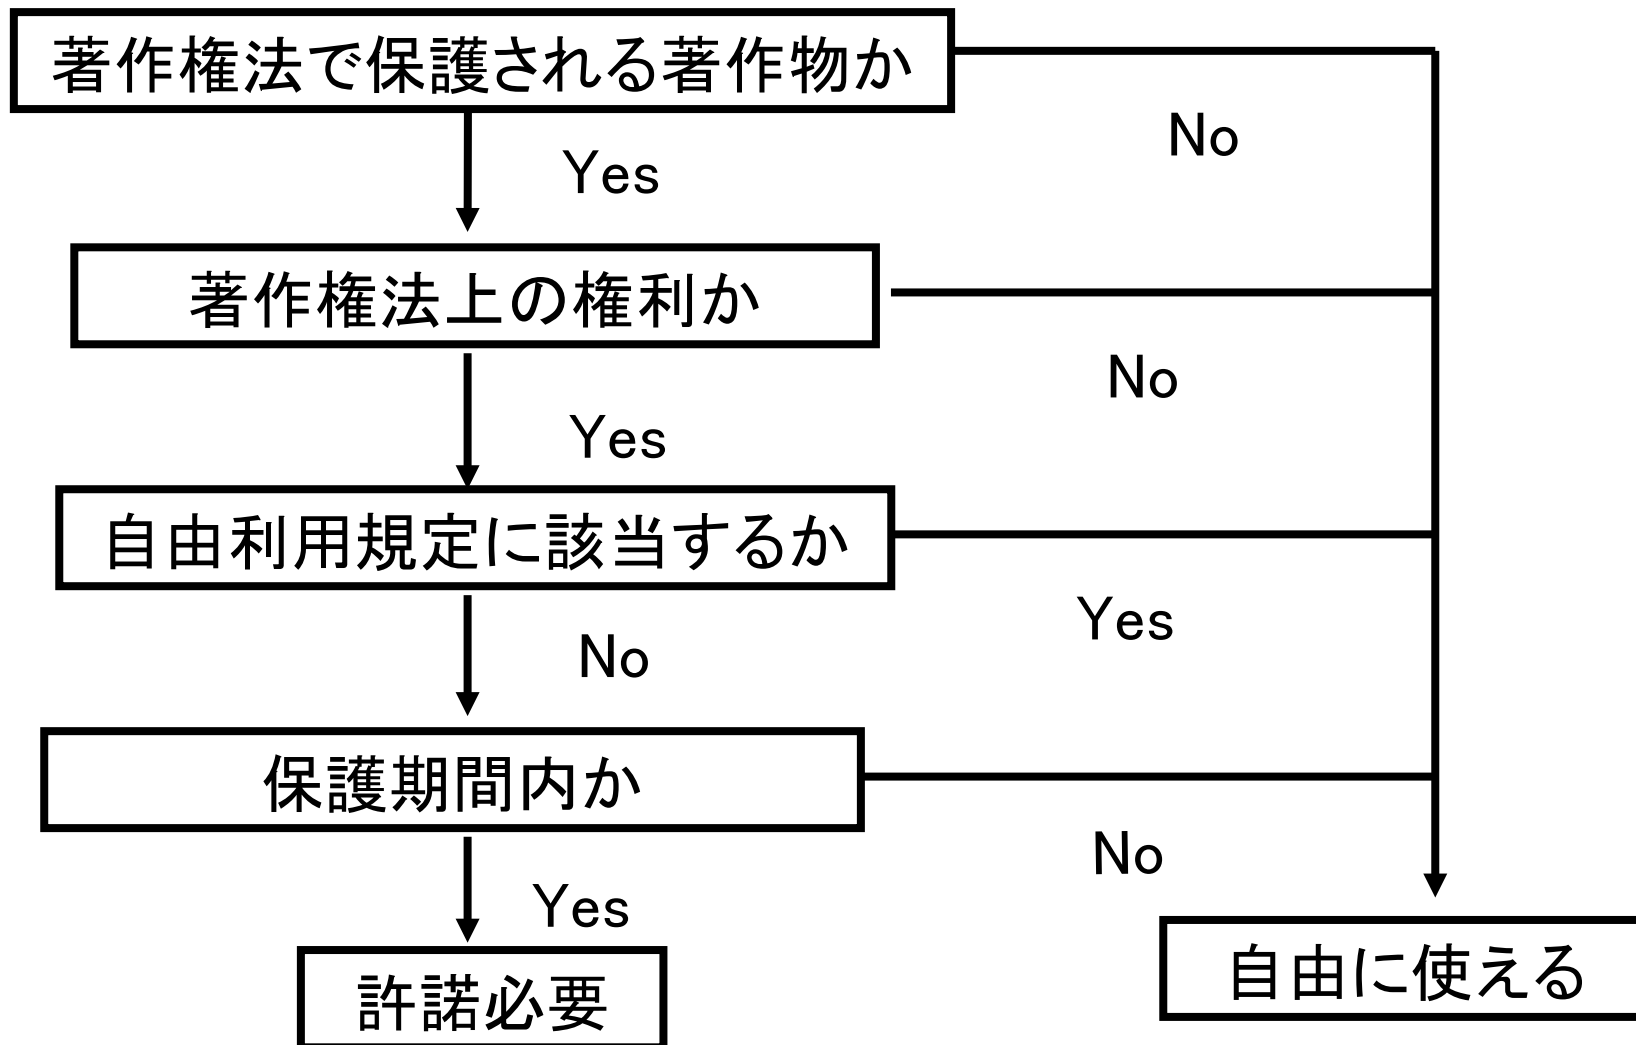 著作権法で保護される著作物か
No
Yes
著作権法上の権利か
No
Yes
自由利用規定に該当するか
Yes
No
保護期間内か
No
Yes
許諾必要
自由に使える